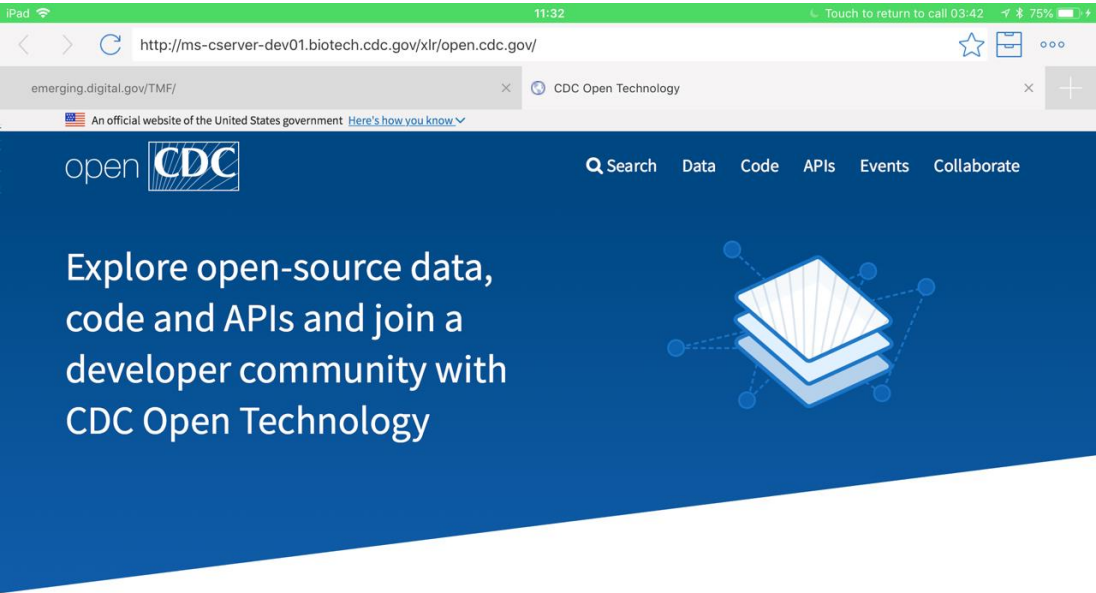 iPad 11:32 Touch to return to call 03:42 75%
http://ms-cserver-dev01.biotech.cdc.gov/xlr/open.cdc.gov/
emerging.digital.gov/TMF/ CDC Open Technology
An official website of the United States government Here's how you know
open CDC Search Data Code APIs Events Collaborate
Explore open-source data,
code and APIs and join a
developer community with
CDC Open Technology